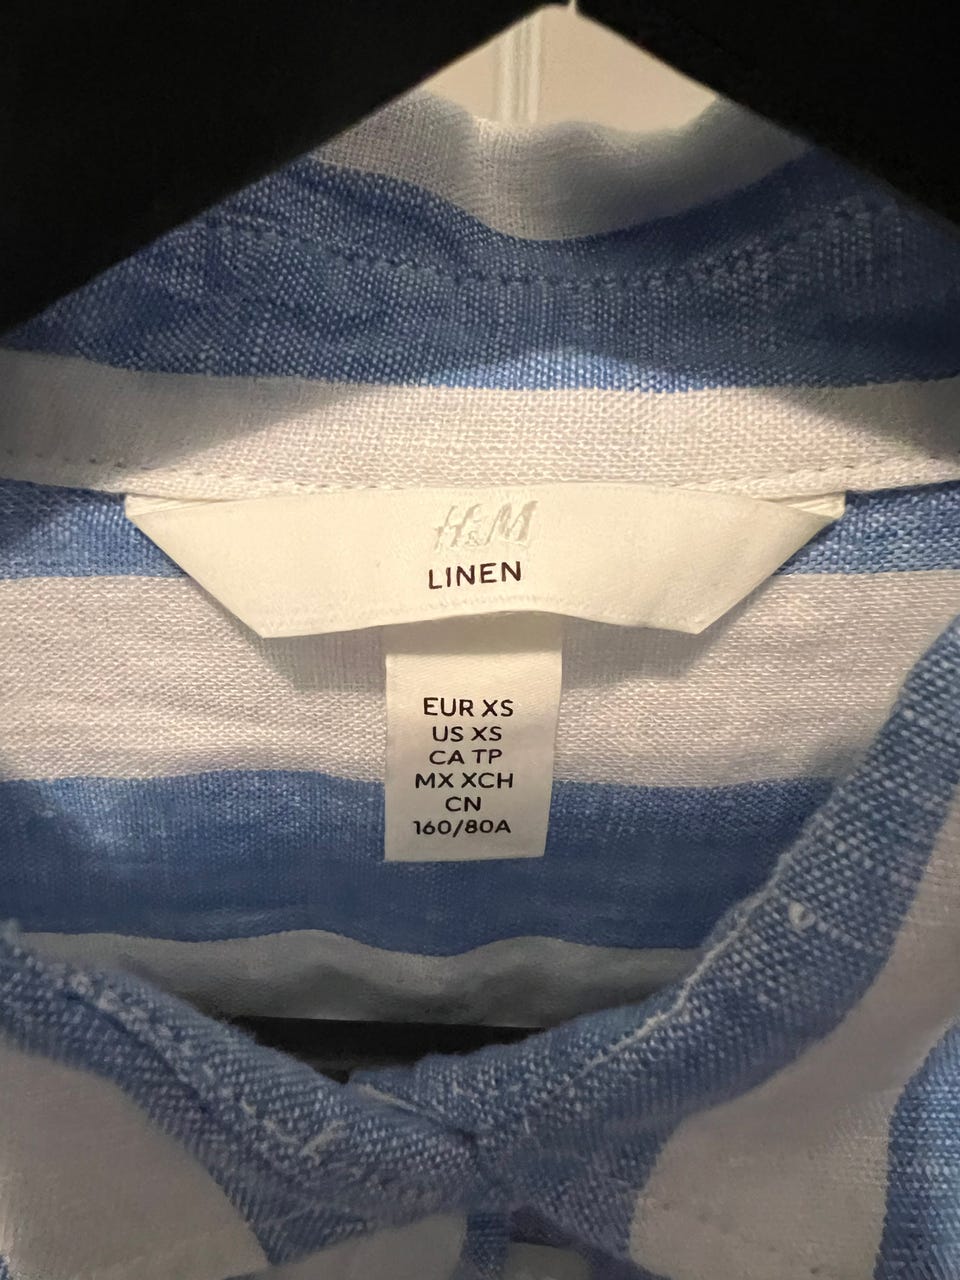 H&M
LINEN
EUR XS
US XS
CA TP
MX XCH
CN
160/80A